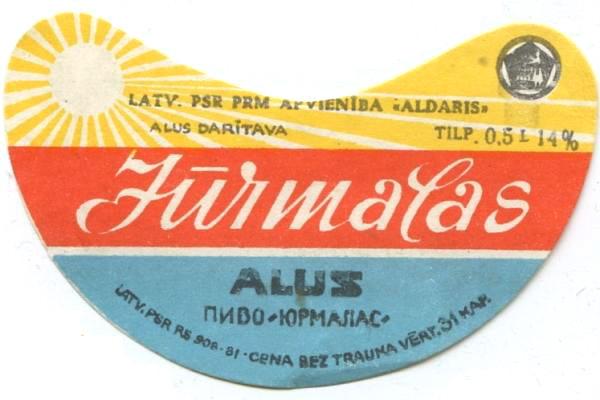 LATV. PSR PRM APVIENĪBA «ALDARIS»
ALUS DARĪTAVA
TILP. 0,5 L 14%
Jūrmalas
ALUS
ПИВО «ЮРМАЛАС»
LATV. PSR RS 908-81 · CENA BEZ TRAUKA VĒRT. 31 KAP.